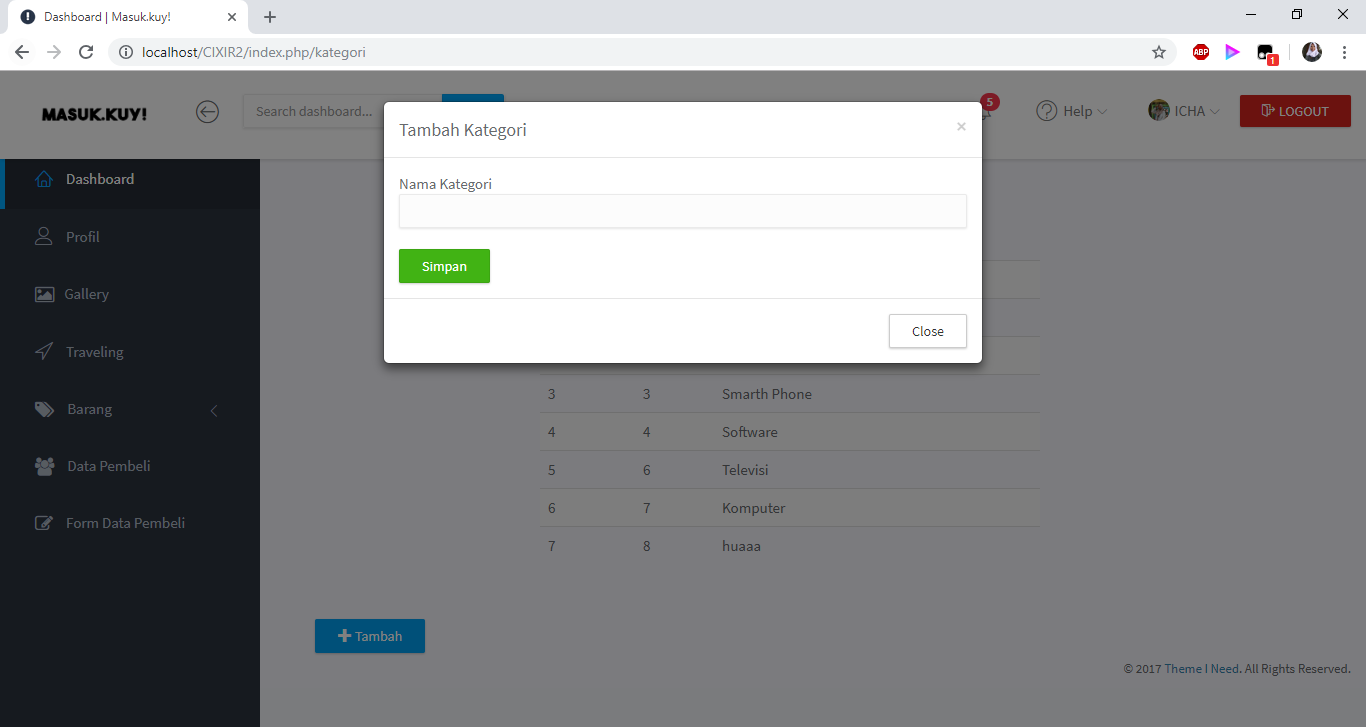 Dashboard | Masuk.kuy!
localhost/CIXIR2/index.php/kategori
ABP
1
MASUK.KUY!
Search dashboard...
5
Help
ICHA
LOGOUT
Tambah Kategori
×
Nama Kategori
Simpan
Close
Dashboard
Profil
Gallery
Traveling
Barang
Data Pembeli
Form Data Pembeli
3 3 Smarth Phone
4 4 Software
5 6 Televisi
6 7 Komputer
7 8 huaaa
Tambah
© 2017 Theme I Need. All Rights Reserved.